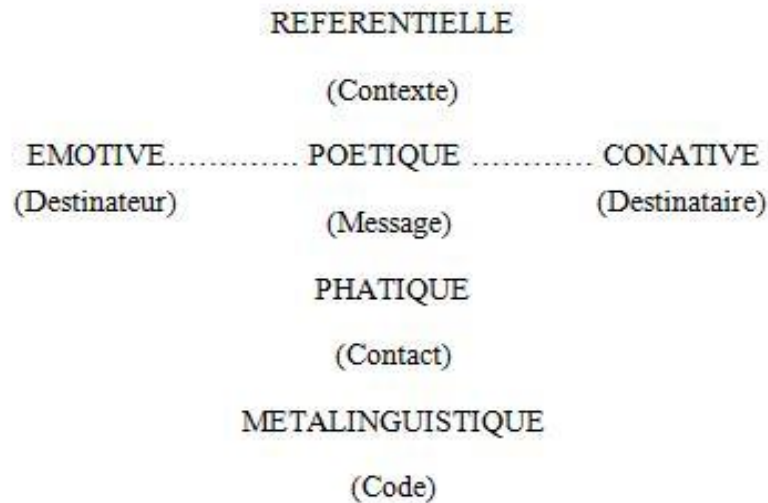 REFERENTIELLE
(Contexte)
EMOTIVE............. POETIQUE ............ CONATIVE
(Destinateur) (Destinataire)
(Message)
PHATIQUE
(Contact)
METALINGUISTIQUE
(Code)